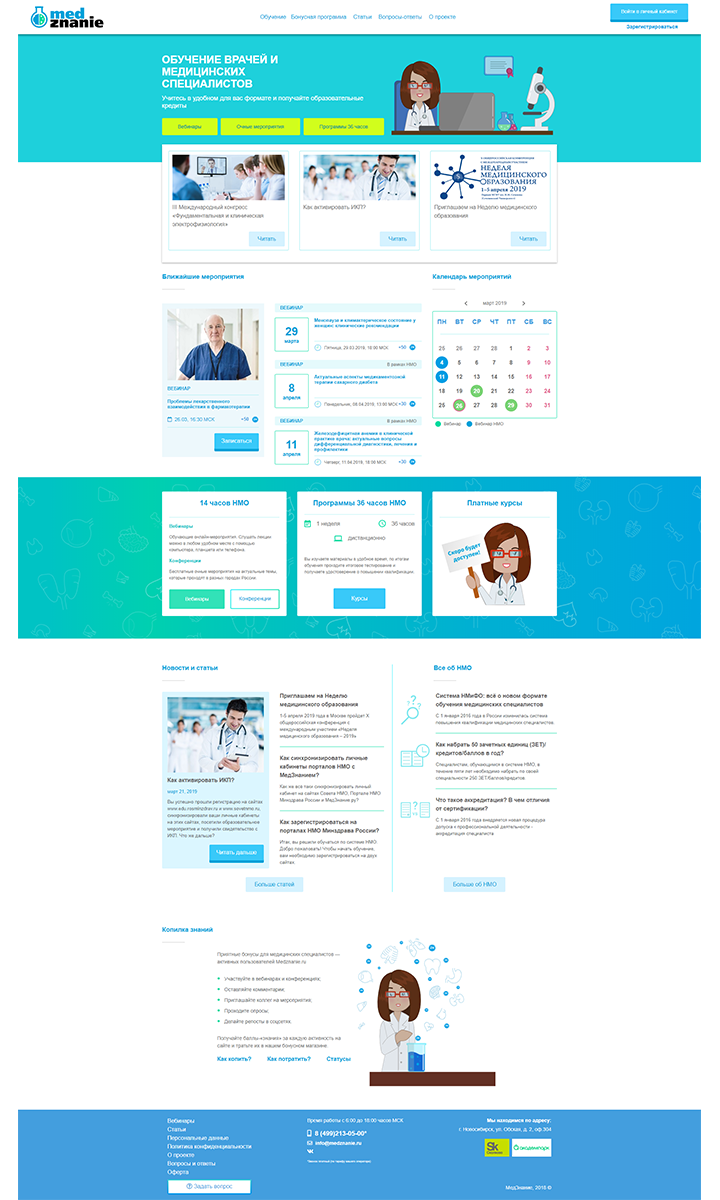 med
znanie
Обучение Бонусная программа Статьи Вопросы-ответы О проекте
Войти в личный кабинет
Зарегистрироваться
ОБУЧЕНИЕ ВРАЧЕЙ И
МЕДИЦИНСКИХ
СПЕЦИАЛИСТОВ
Учитесь в удобном для вас формате и получайте образовательные
кредиты
Вебинары Очные мероприятия Программы 36 часов
III Международный конгресс
«Фундаментальная и клиническая
электрофизиология»
Читать
Как активировать ИКП?
Читать
НЕДЕЛЯ
МЕДИЦИНСКОГО
ОБРАЗОВАНИЯ
1–5 апреля 2019
Приглашаем на Неделю медицинского
образования
Читать
Ближайшие мероприятия
ВЕБИНАР
Проблемы лекарственного
взаимодействия в фармакотерапии
26.03, 16:30 МСК +50
Записаться
ВЕБИНАР
29
марта
Менопауза и климактерическое состояние у
женщин: клинические рекомендации
Пятница, 29.03.2019, 16:00 МСК +50
ВЕБИНАР В рамках НМО
8
апреля
Актуальные аспекты медикаментозной
терапии сахарного диабета
Понедельник, 08.04.2019, 10:00 МСК +30
ВЕБИНАР В рамках НМО
11
апреля
Железодефицитная анемия в клинической
практике врача: актуальные вопросы
дифференциальной диагностики, лечения и
профилактики
Четверг, 11.04.2019, 18:00 МСК +30
Календарь мероприятий
март 2019
ПН ВТ СР ЧТ ПТ СБ ВС
25 26 27 28 1 2 3
4 5 6 7 8 9 10
11 12 13 14 15 16 17
18 19 20 21 22 23 24
25 26 27 28 29 30 31
Вебинар Вебинар НМО
14 часов НМО
Вебинары
Обучающие онлайн-мероприятия. Слушать лекции
можно в любом удобном месте с помощью
компьютера, планшета или телефона.
Конференции
Бесплатные очные мероприятия на актуальные темы,
которые проходят в разных городах России.
Вебинары Конференция
Программы 36 часов НМО
1 неделя 36 часов
дистанционно
Вы изучаете материалы в удобное время, по итогам
обучения проходите итоговое тестирование и
получаете удостоверение о повышении квалификации.
Курсы
Платные курсы
Скоро будет
доступен!
Новости и статьи
Как активировать ИКП?
март 21, 2019
Вы успешно прошли регистрацию на сайтах
www.edu.rosminzdrav.ru и www.sovetnmo.ru,
синхронизировали ваши личные кабинеты
на этих сайтах, посетили образовательное
мероприятие и получили свидетельства с
ИКП. Что же дальше?
Читать дальше
Приглашаем на Неделю
медицинского образования
1-5 апреля 2019 года в Москве пройдет X
общероссийская конференция с
международным участием «Неделя
медицинского образования – 2019»
Как синхронизировать личные
кабинеты порталов НМО с
МедЗнанием?
Как же все таки синхронизировать личный
кабинет на сайтах Совета НМО, Портала НМО
Минздрава России и МедЗнание.ру?
Как зарегистрироваться на
порталах НМО Минздрава России?
Итак, вы решили обучаться по системе НМО.
Добро пожаловать! Чтобы начать обучение,
вам необходимо зарегистрироваться на двух
сайтах.
Больше статей
Все об НМО
Система НМиФО: всё о новом формате
обучения медицинских специалистов
С 1 января 2016 года в России изменилась система
повышения квалификации медицинских специалистов.
Как набрать 50 зачетных единиц (ЗЕТ)/
кредитов/баллов в год?
Специалистам, обучающимся в системе НМО, в
течение пяти лет необходимо набрать по своей
специальности 250 ЗЕТ/баллов/кредитов.
Что такое аккредитация? В чем отличия
от сертификации?
С 1 января 2016 года внедряется новая процедура
допуска к профессиональной деятельности -
аккредитация специалиста
Больше об НМО
Копилка знаний
Приятные бонусы для медицинских специалистов —
активных пользователей Medznanie.ru
Участвуйте в вебинарах и конференциях;
Оставляйте комментарии;
Приглашайте коллег на мероприятия;
Проходите опросы;
Делайте репосты в соцсетях.
Получайте баллы-«знания» за каждую активность на
сайте и тратьте их в нашем бонусном магазине
Как копить? Как потратить? Статусы
Вебинары
Статьи
Персональные данные
Политика конфиденциальности
О проекте
Вопросы и ответы
Оферта
Задать вопрос
Время работы с 6:00 до 18:00 часов МСК
8 (499)213-05-00*
info@medznanie.ru
Мы находимся по адресу:
г. Новосибирск, ул. Обская, д. 2, оф.304
Sk
Академпарк
МедЗнание, 2018 ©